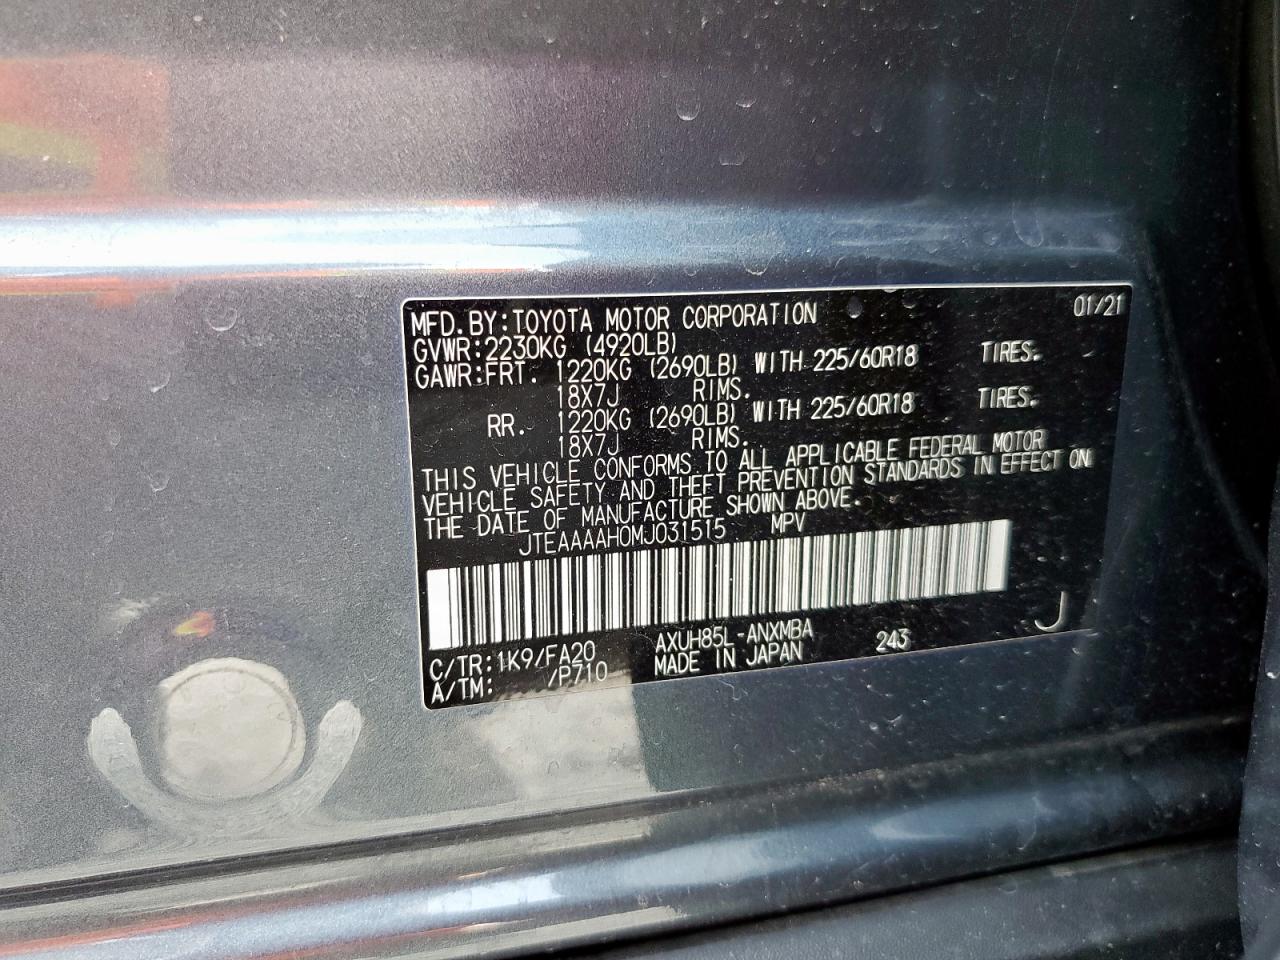 MFD.BY:TOYOTA MOTOR CORPORATION 01/21
GVWR:2230KG (4920LB)
GAWR:FRT. 1220KG (2690LB) WITH 225/60R18 TIRES.
18X7J RIMS.
RR. 1220KG (2690LB) WITH 225/60R18 TIRES.
18X7J RIMS.
THIS VEHICLE CONFORMS TO ALL APPLICABLE FEDERAL MOTOR
VEHICLE SAFETY AND THEFT PREVENTION STANDARDS IN EFFECT ON
THE DATE OF MANUFACTURE SHOWN ABOVE.
JTEAAAAH0MJ031515 MPV
C/TR:1K9/FA20 AXUH85L-ANXMBA 243 J
A/TM: /P710 MADE IN JAPAN